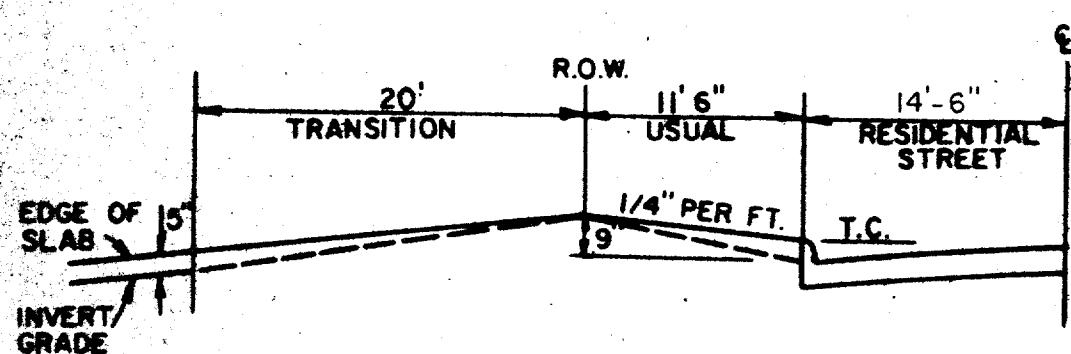 ℄
R.O.W.
20'
TRANSITION
11'6"
USUAL
14'-6"
RESIDENTIAL
STREET
EDGE OF
SLAB
5"
1/4" PER FT.
T.C.
9"
INVERT
GRADE